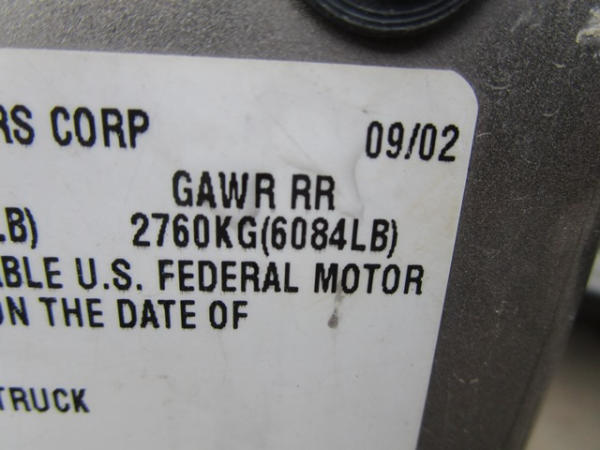 RS CORP 09/02
GAWR RR
LB) 2760KG(6084LB)
ABLE U.S. FEDERAL MOTOR
ON THE DATE OF
TRUCK